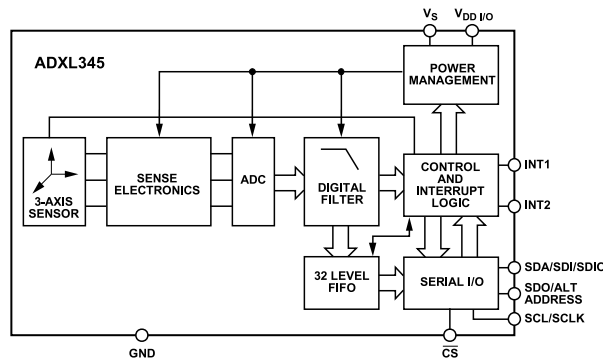 VS
VDD I/O
ADXL345
POWER
MANAGEMENT
3-AXIS
SENSOR
SENSE
ELECTRONICS
ADC
DIGITAL
FILTER
CONTROL
AND
INTERRUPT
LOGIC
INT1
INT2
32 LEVEL
FIFO
SERIAL I/O
SDA/SDI/SDIO
SDO/ALT
ADDRESS
SCL/SCLK
GND
CS